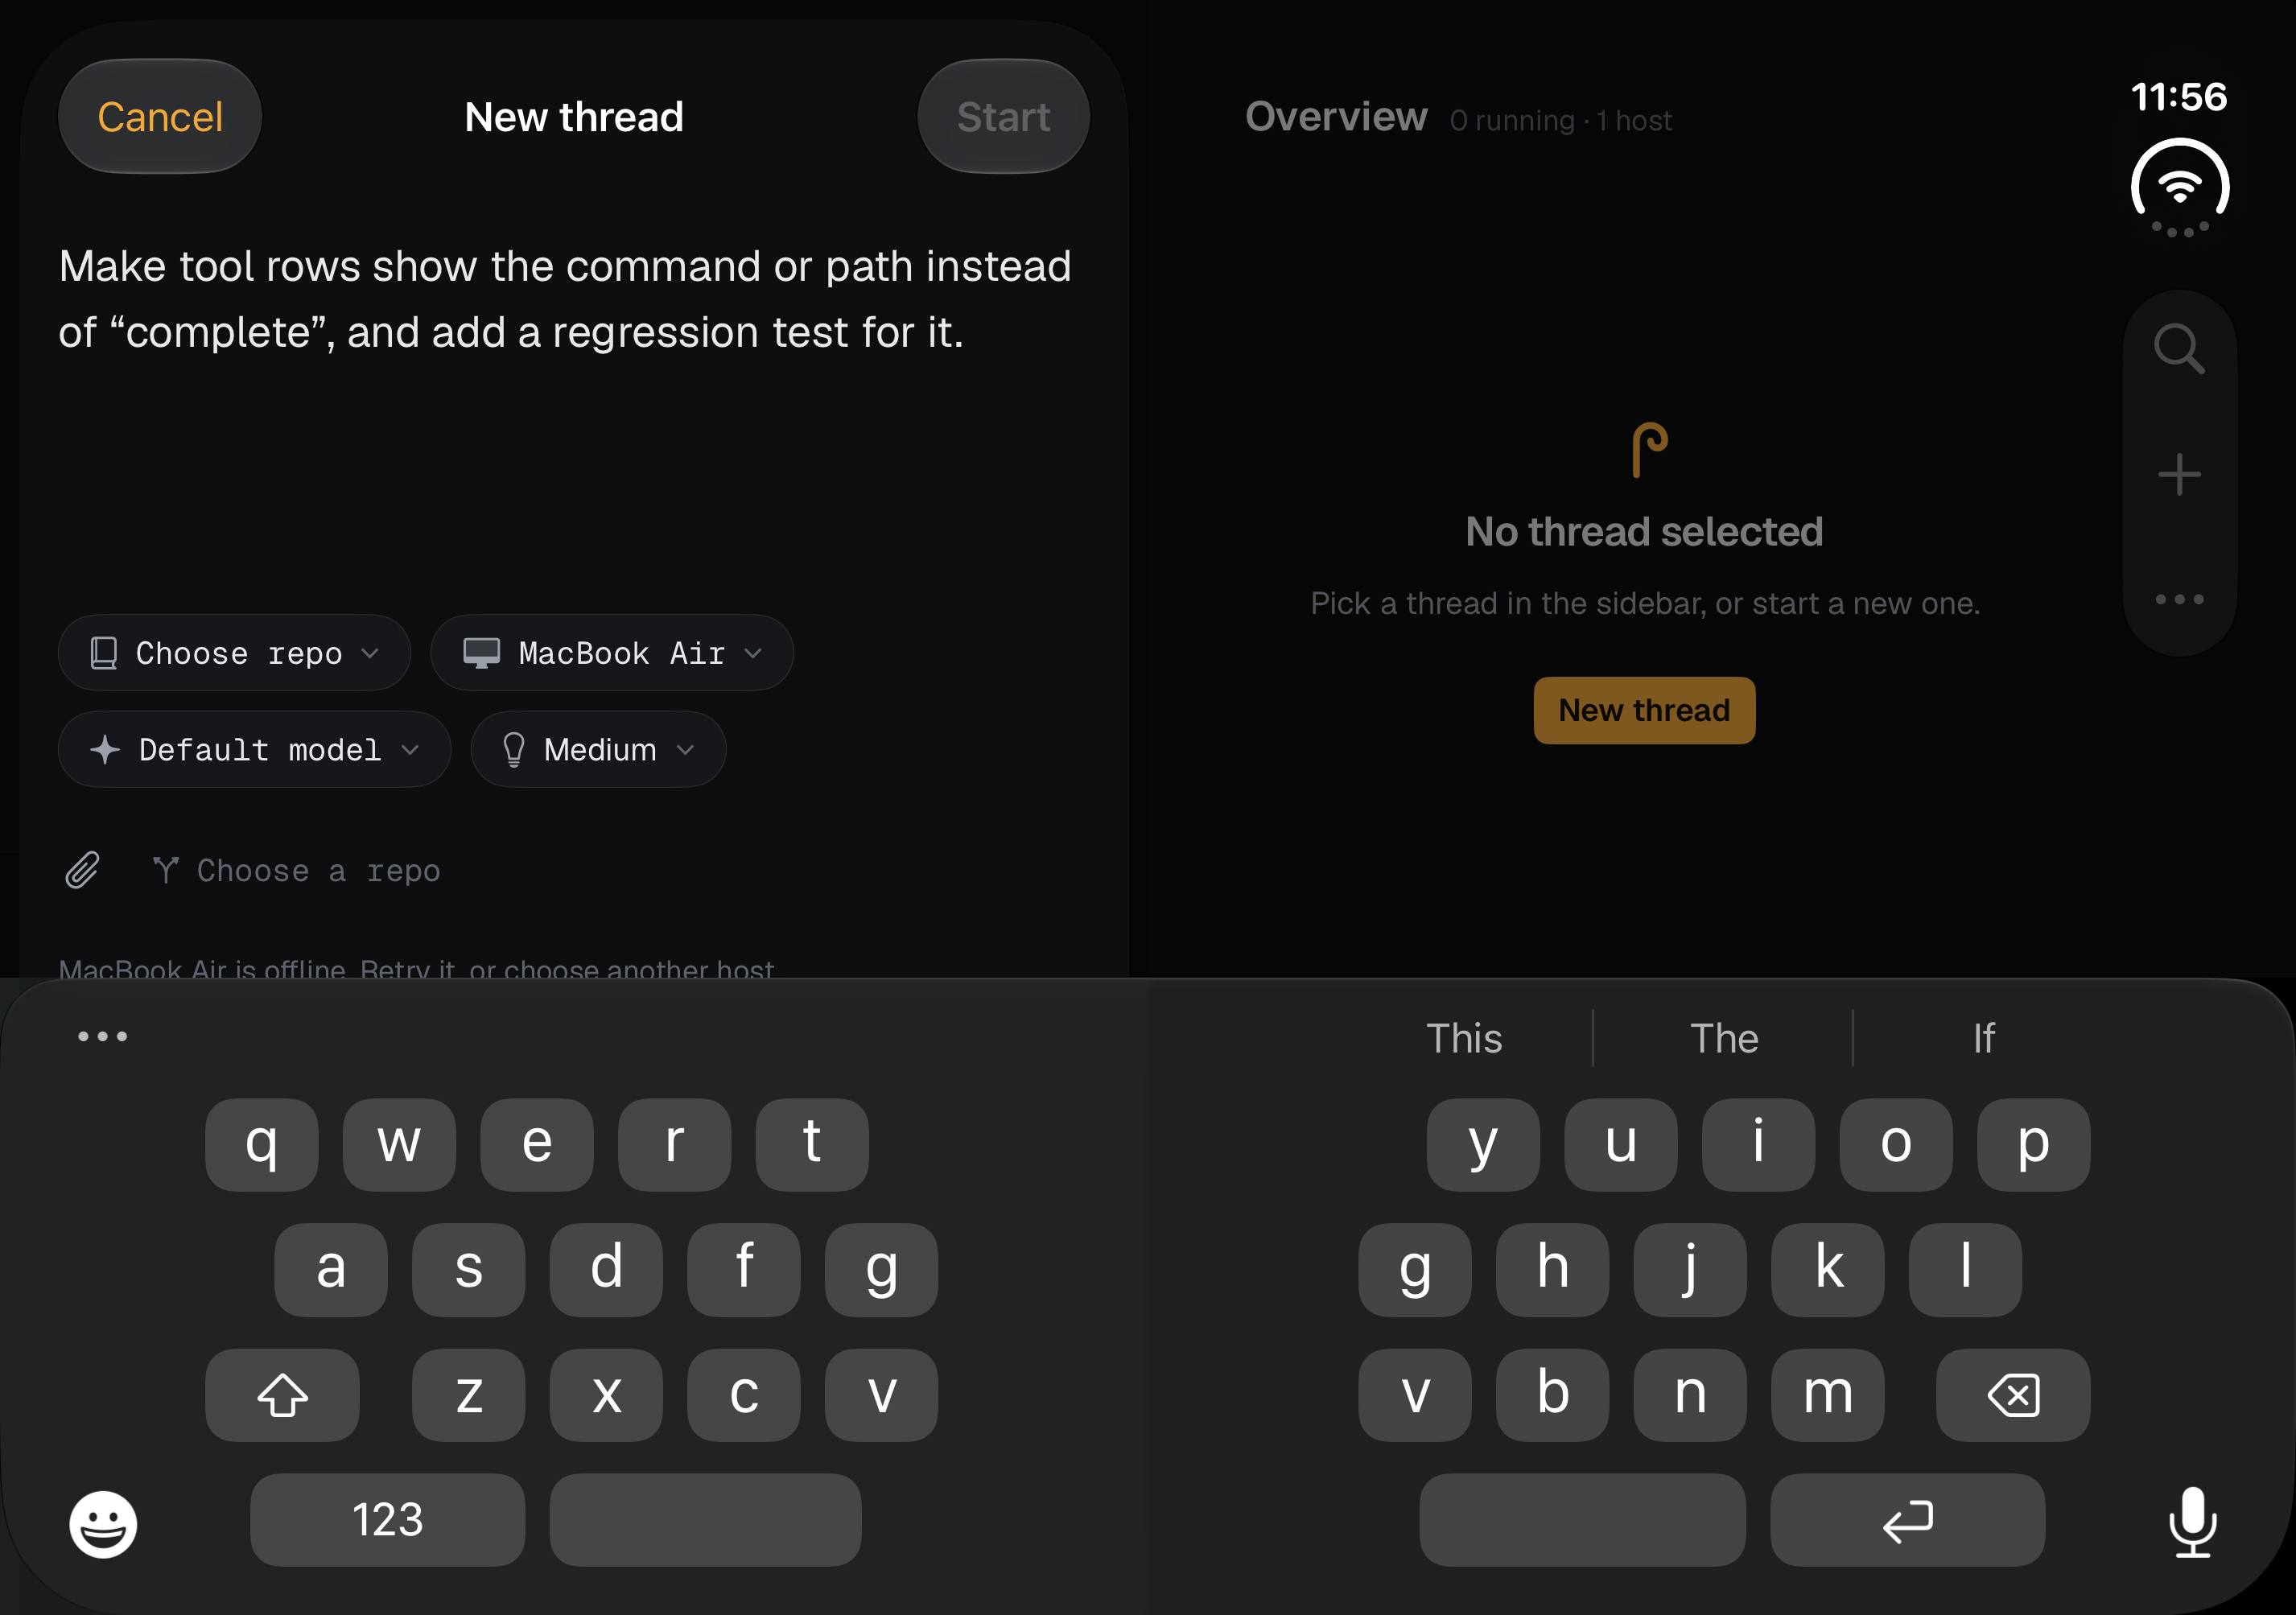 Cancel
New thread
Start
Make tool rows show the command or path instead
of “complete”, and add a regression test for it.
Choose repo
MacBook Air
Default model
Medium
Choose a repo
MacBook Air is offline. Retry it, or choose another host
Overview
0 running · 1 host
11:56
No thread selected
Pick a thread in the sidebar, or start a new one.
New thread
This
The
If
q w e r t
y u i o p
a s d f g
g h j k l
z x c v
v b n m
123